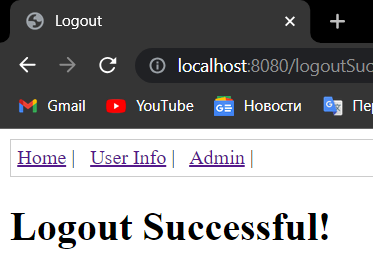 Logout
localhost:8080/logoutSuc
Gmail YouTube Новости Пер
Home | User Info | Admin |
Logout Successful!